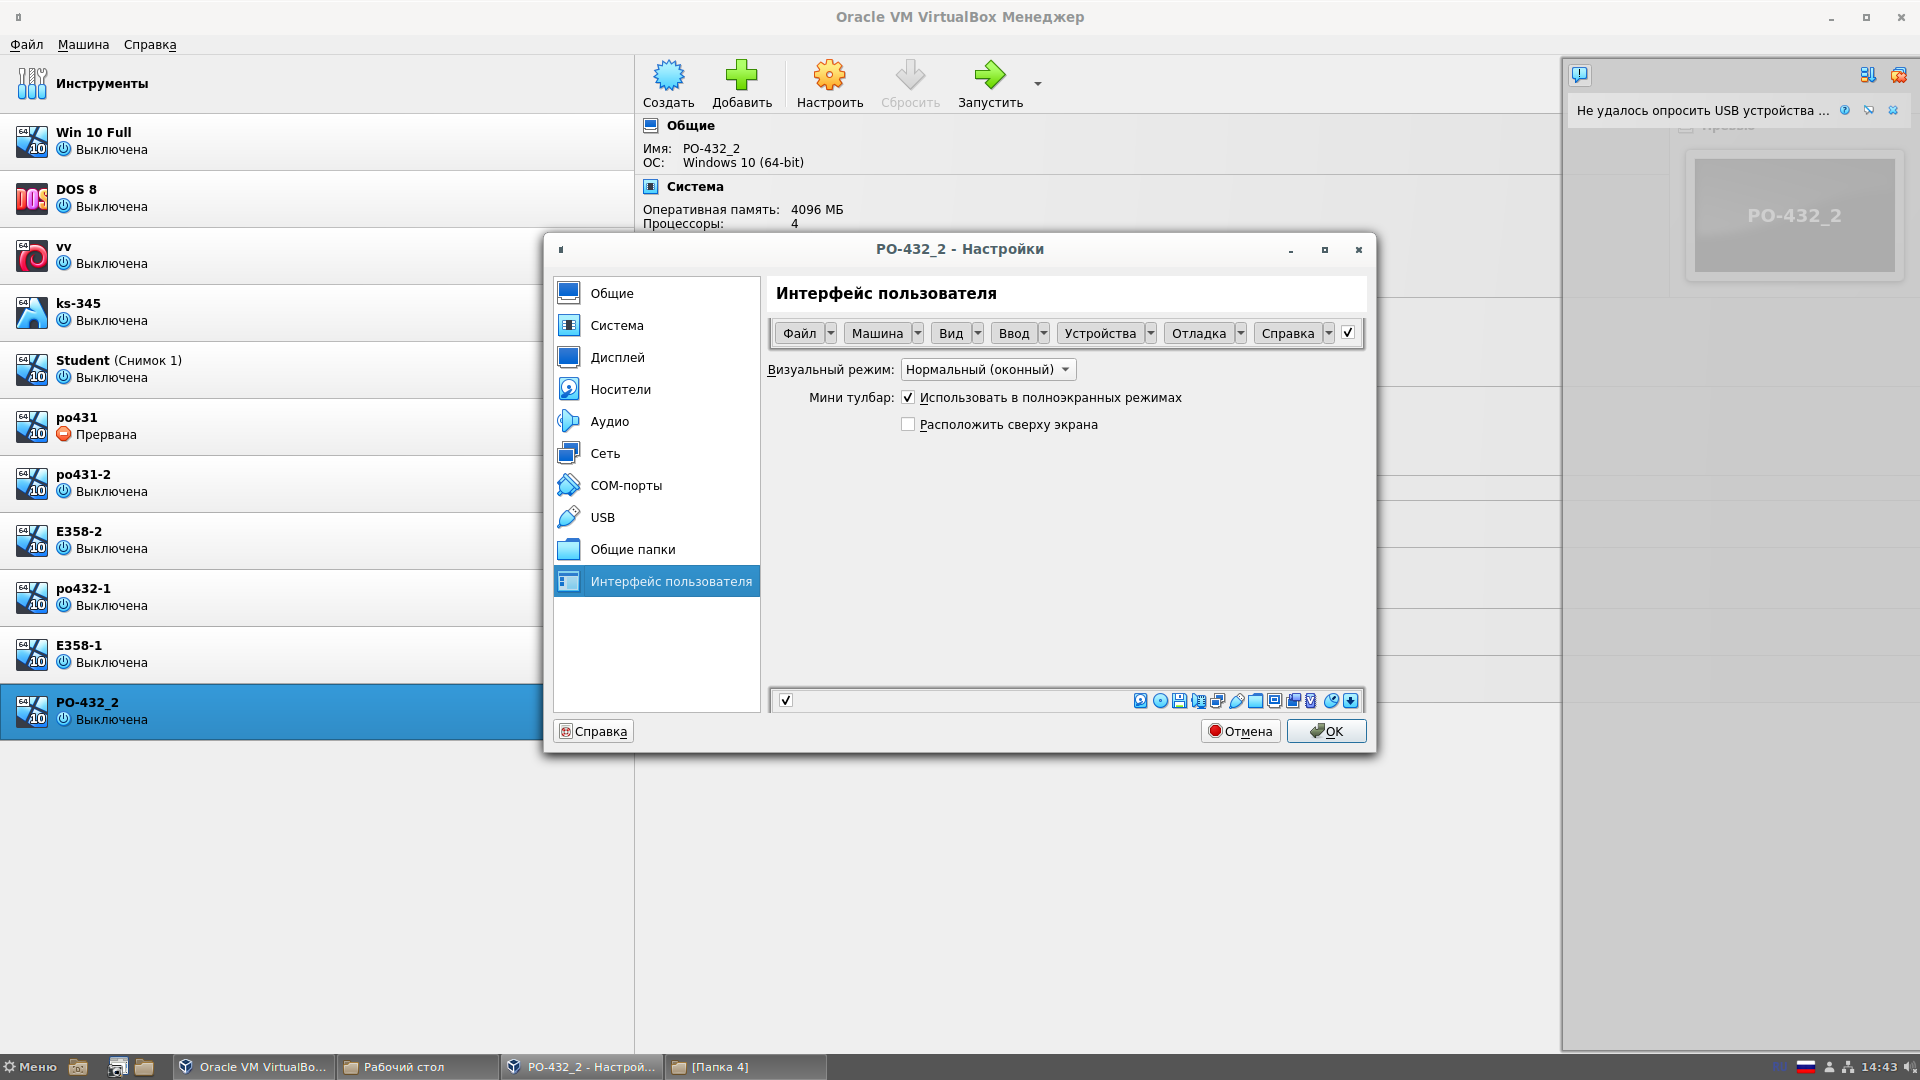 Oracle VM VirtualBox Менеджер
Файл Машина Справка
Инструменты
Win 10 Full
Выключена
DOS 8
Выключена
vv
Выключена
ks-345
Выключена
Student (Снимок 1)
Выключена
po431
Прервана
po431-2
Выключена
E358-2
Выключена
po432-1
Выключена
E358-1
Выключена
PO-432_2
Выключена
Создать Добавить Настроить Сбросить Запустить
Общие
Имя: PO-432_2
ОС: Windows 10 (64-bit)
Система
Оперативная память: 4096 МБ
Процессоры: 4
Не удалось опросить USB устройства ...
Превью
PO-432_2
PO-432_2 - Настройки
Общие
Система
Дисплей
Носители
Аудио
Сеть
COM-порты
USB
Общие папки
Интерфейс пользователя
Интерфейс пользователя
Файл Машина Вид Ввод Устройства Отладка Справка
Визуальный режим: Нормальный (оконный)
Мини тулбар: Использовать в полноэкранных режимах
Расположить сверху экрана
Справка Отмена OK
Меню Oracle VM VirtualBo... Рабочий стол PO-432_2 - Настрой... [Папка 4] 14:43